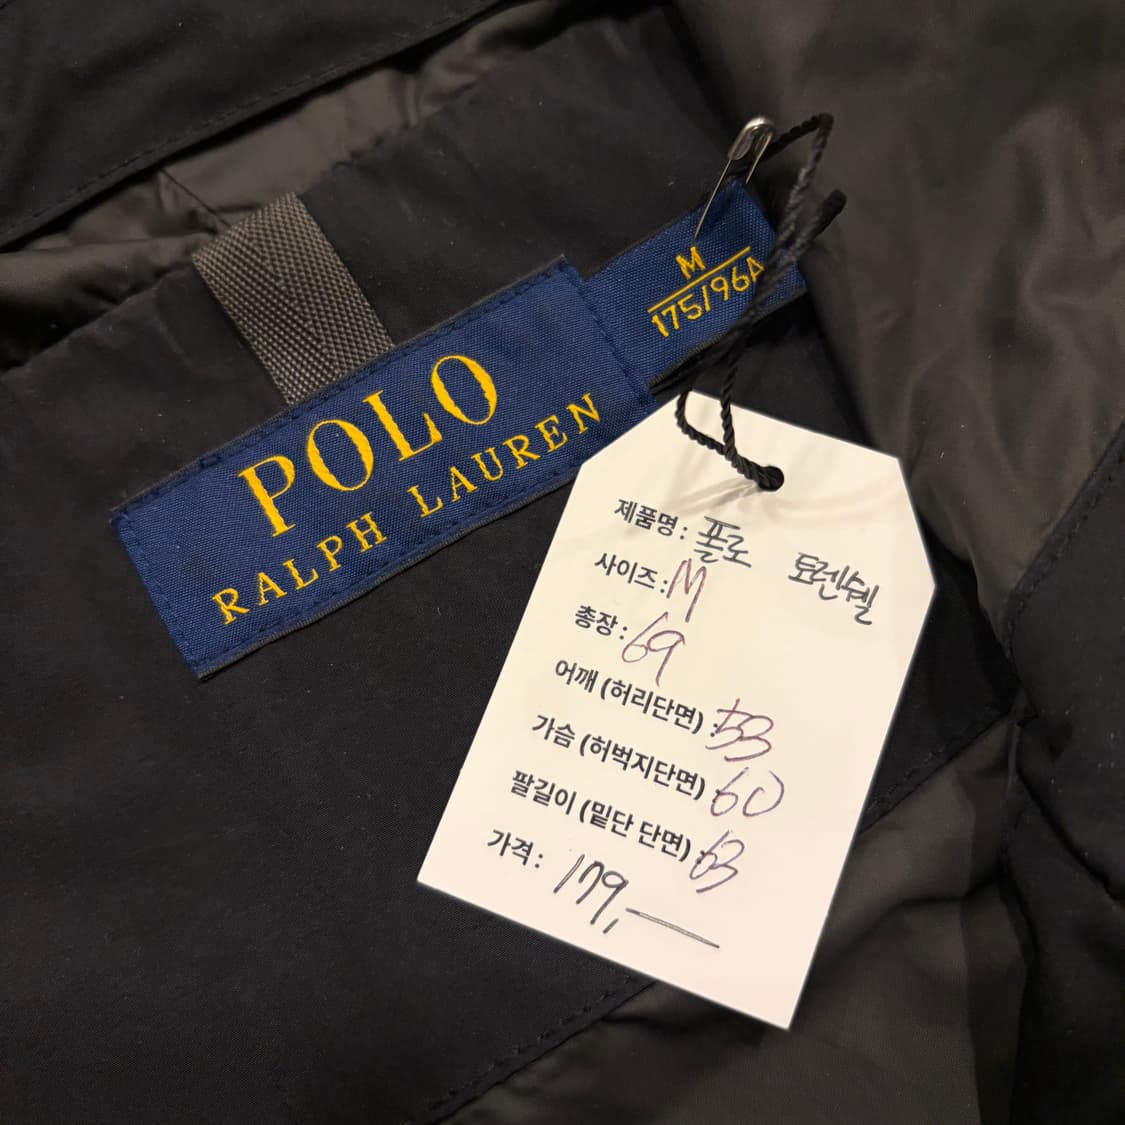 POLO
RALPH LAUREN
M
175/96A
제품명: 폴로 토렌쉘
사이즈: M
총장: 69
어깨 (허리단면): 53
가슴 (허벅지단면) 60
팔길이 (밑단 단면): 63
가격: 179,—